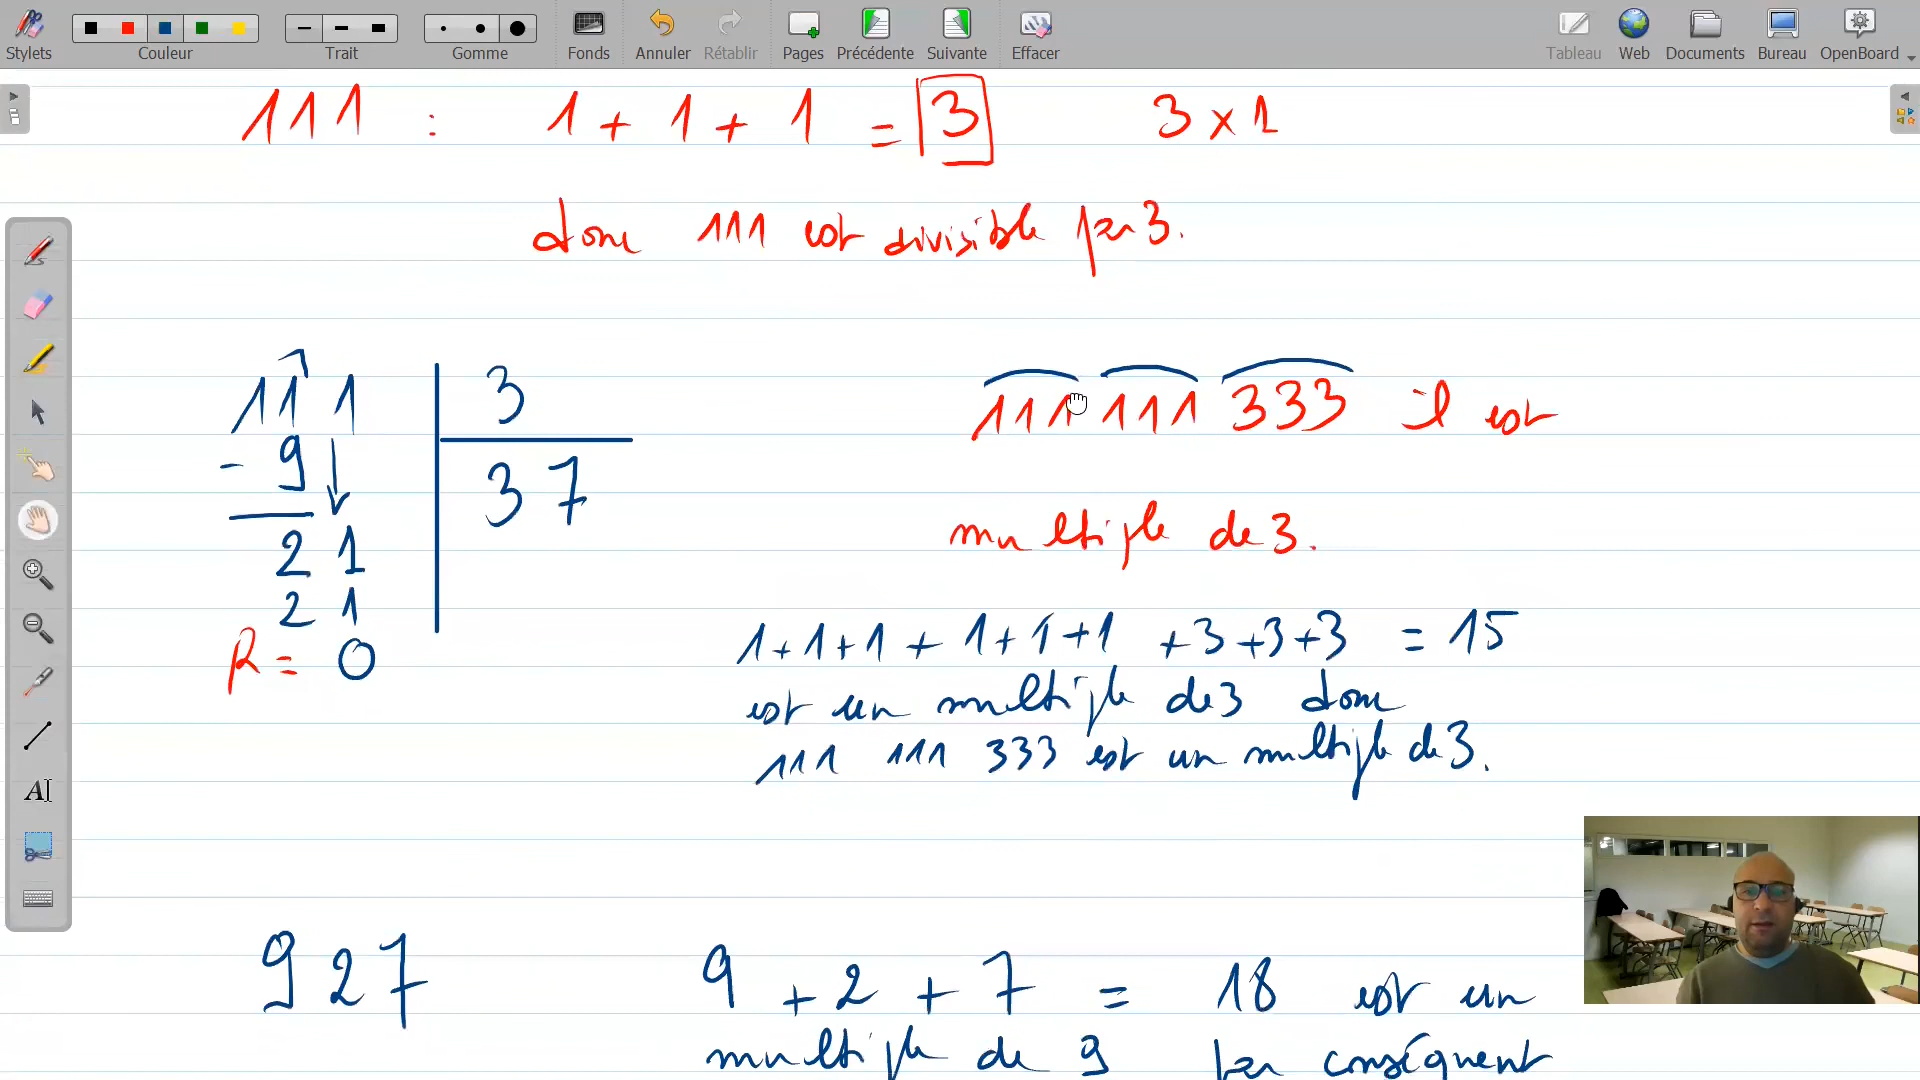 Stylets Couleur Trait Gomme Fonds Annuler Rétablir Pages Précédente Suivante Effacer Tableau Web Documents Bureau OpenBoard
111 : 1 + 1 + 1 = 3 3 x 1
donc 111 est divisible par 3.
111 3
- 9 37
21
21
R = 0
111 111 333 il est
multiple de 3.
1+1+1 + 1+1+1 +3+3+3 = 15
est un multiple de 3 donc
111 111 333 est un multiple de 3.
927 9 + 2 + 7 = 18 est un
multiple de 9 par conséquent